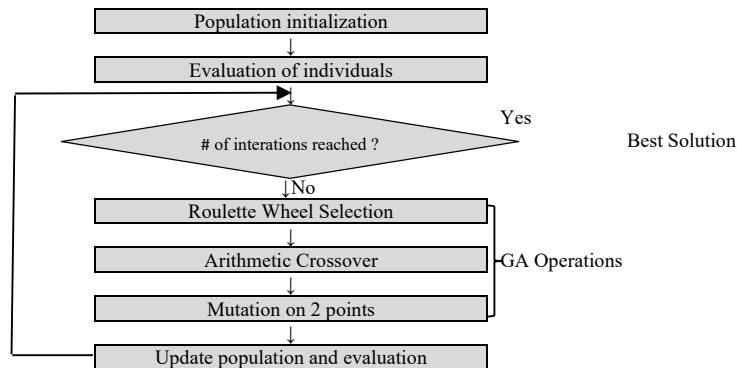 Population initialization
↓
Evaluation of individuals
↓
Yes
# of interations reached ?
Best Solution
↓No
Roulette Wheel Selection
↓
Arithmetic Crossover
GA Operations
↓
Mutation on 2 points
↓
Update population and evaluation